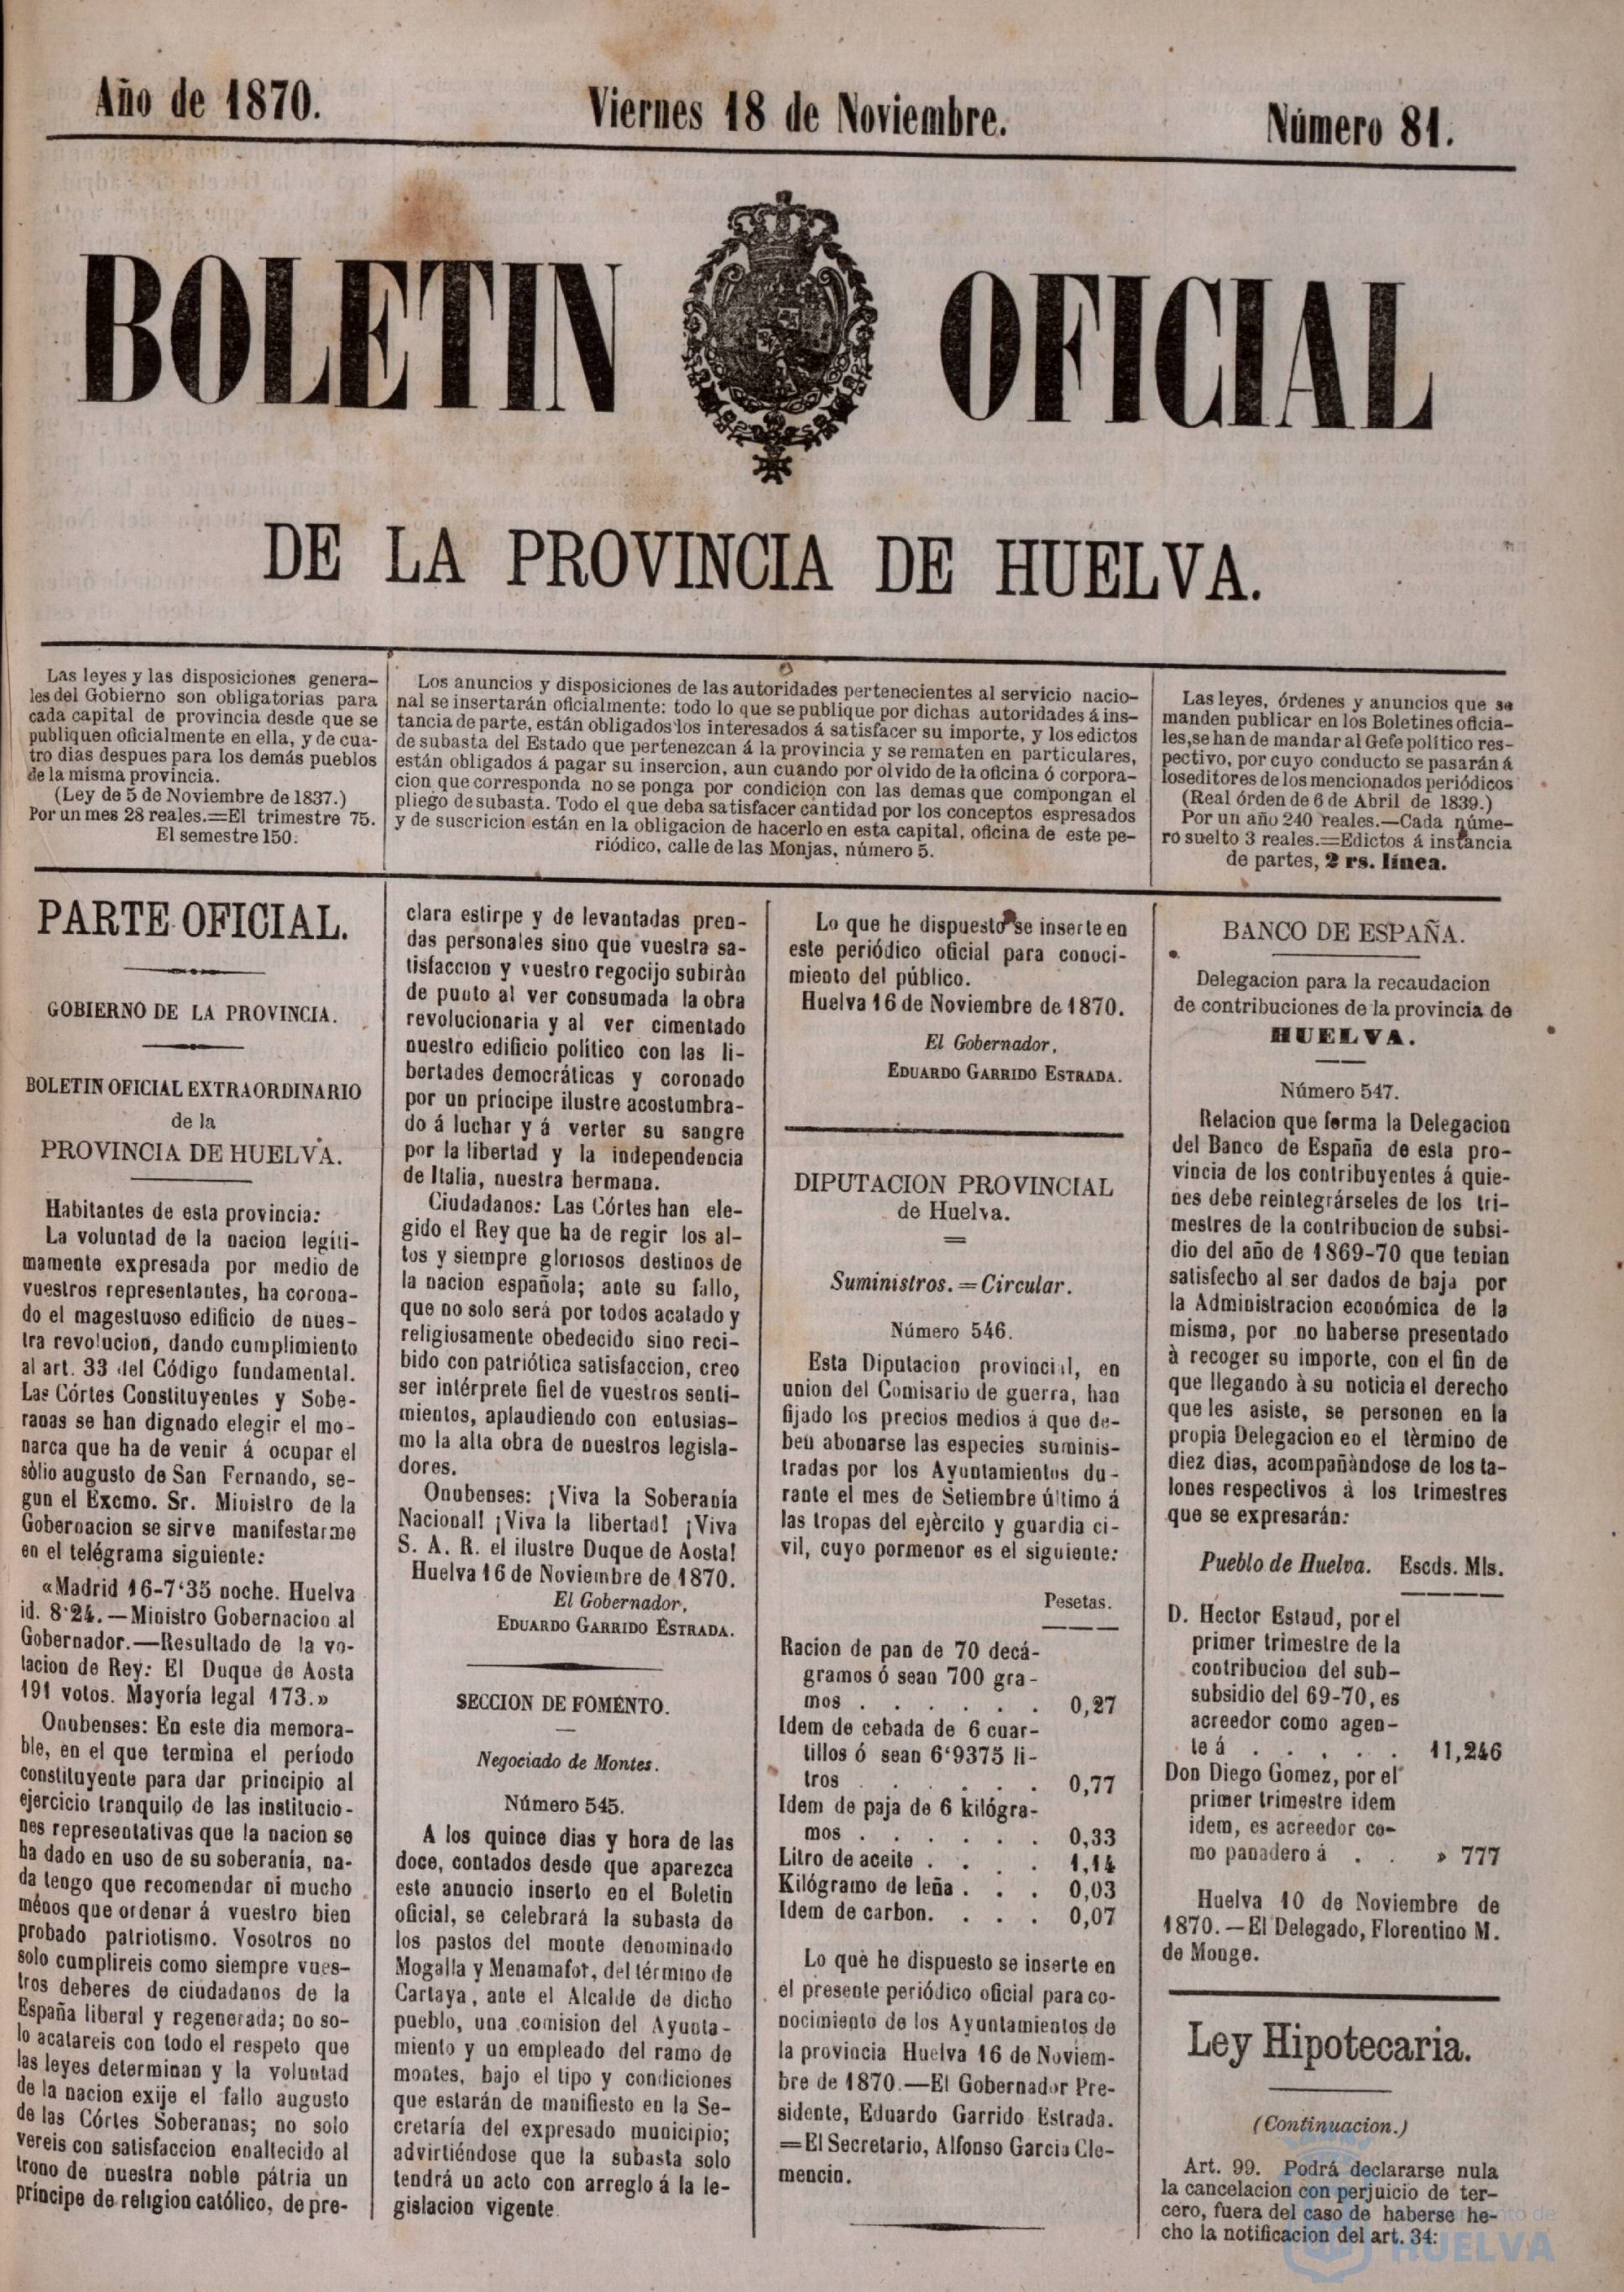 Año de 1870.
Viernes 18 de Noviembre.
Número 81.
BOLETIN OFICIAL
DE LA PROVINCIA DE HUELVA.
Las leyes y las disposiciones genera-
les del Gobierno son obligatorias para
cada capital de provincia desde que se
publiquen oficialmente en ella, y de cua-
tro dias despues para los demás pueblos
de la misma provincia.
(Ley de 5 de Noviembre de 1837.)
Por un mes 28 reales.=El trimestre 75.
El semestre 150.
Los anuncios y disposiciones de las autoridades pertenecientes al servicio nacio-
nal se insertarán oficialmente: todo lo que se publique por dichas autoridades á ins-
tancia de parte, están obligados los interesados á satisfacer su importe, y los edictos
de subasta del Estado que pertenezcan á la provincia y se rematen en particulares,
están obligados á pagar su insercion, aun cuando por olvido de la oficina ó corpora-
cion que corresponda no se ponga por condicion con las demas que compongan el
pliego de subasta. Todo el que deba satisfacer cantidad por los conceptos espresados
y de suscricion están en la obligacion de hacerlo en esta capital, oficina de este pe-
riódico, calle de las Monjas, número 5.
Las leyes, órdenes y anuncios que se
manden publicar en los Boletines oficia-
les,se han de mandar al Gefe político res-
pectivo, por cuyo conducto se pasarán á
loseditores de los mencionados periódicos
(Real órden de 6 de Abril de 1839.)
Por un año 240 reales.—Cada núme-
ro suelto 3 reales.=Edictos á instancia
de partes, 2 rs. línea.
PARTE OFICIAL.
GOBIERNO DE LA PROVINCIA.
BOLETIN OFICIAL EXTRAORDINARIO
de la
PROVINCIA DE HUELVA.
Habitantes de esta provincia:
La voluntad de la nacion legíti-
mamente expresada por medio de
vuestros representantes, ha corona-
do el magestuoso edificio de nues-
tra revolucion, dando cumplimiento
al art. 33 del Código fundamental.
Las Córtes Constituyentes y Sobe-
ranas se han dignado elegir el mo-
narca que ha de venir á ocupar el
sòlio augusto de San Fernando, se-
gun el Excmo. Sr. Ministro de la
Gobernacion se sirve manifestarme
en el telégrama siguiente:
«Madrid 16-7'35 noche. Huelva
id. 8'24.—Ministro Gobernacion al
Gobernador.—Resultado de la vo-
tacion de Rey: El Duque de Aosta
191 votos. Mayoría legal 173.»
Onubenses: En este dia memora-
ble, en el que termina el período
constituyente para dar principio al
ejercicio tranquilo de las institucio-
nes representativas que la nacion se
ha dado en uso de su soberanía, na-
da tengo que recomendar ni mucho
ménos que ordenar á vuestro bien
probado patriotismo. Vosotros no
solo cumplireis como siempre vues-
tros deberes de ciudadanos de la
España liberal y regenerada; no so-
lo acatareis con todo el respeto que
las leyes determinan y la voluntad
de la nacion exije el fallo augusto
de las Córtes Soberanas; no solo
vereis con satisfaccion enaltecido al
trono de nuestra noble pátria un
príncipe de religion católico, de pre-
clara estirpe y de levantadas pren-
das personales sino que vuestra sa-
tisfaccion y vuestro regocijo subiràn
de punto al ver consumada la obra
revolucionaria y al ver cimentado
nuestro edificio político con las li-
bertades democráticas y coronado
por un príncipe ilustre acostumbra-
do á luchar y á verter su sangre
por la libertad y la independencia
de Italia, nuestra hermana.
Ciudadanos: Las Córtes han ele-
gido el Rey que ha de regir los al-
tos y siempre gloriosos destinos de
la nacion española; ante su fallo,
que no solo será por todos acatado y
religiosamente obedecido sino reci-
bido con patriótica satisfaccion, creo
ser intérprete fiel de vuestros senti-
mientos, aplaudiendo con entusias-
mo la alta obra de nuestros legisla-
dores.
Onubenses: ¡Viva la Soberanía
Nacional! ¡Viva la libertad! ¡Viva
S. A. R. el ilustre Duque de Aosta!
Huelva 16 de Noviembre de 1870.
El Gobernador,
EDUARDO GARRIDO ESTRADA.
SECCION DE FOMENTO.
Negociado de Montes.
Número 545.
A los quince dias y hora de las
doce, contados desde que aparezca
este anuncio inserto en el Boletin
oficial, se celebrará la subasta de
los pastos del monte denominado
Mogalla y Menamafot, del término de
Cartaya, ante el Alcalde de dicho
pueblo, una comision del Ayunta-
miento y un empleado del ramo de
montes, bajo el tipo y condiciones
que estarán de manifiesto en la Se-
cretaría del expresado municipio;
advirtiéndose que la subasta solo
tendrá un acto con arreglo á la le-
gislacion vigente
Lo que he dispuesto se inserte en
este periódico oficial para conoci-
miento del público.
Huelva 16 de Noviembre de 1870.
El Gobernador,
EDUARDO GARRIDO ESTRADA.
DIPUTACION PROVINCIAL
de Huelva.
Suministros.=Circular.
Número 546.
Esta Diputacion provincial, en
union del Comisario de guerra, han
fijado los precios medios á que de-
ben abonarse las especies suminis-
tradas por los Ayuntamientos du-
rante el mes de Setiembre último á
las tropas del ejèrcito y guardia ci-
vil, cuyo pormenor es el siguiente:
Pesetas.
Racion de pan de 70 decá-
gramos ó sean 700 gra-
mos . . . . . . . 0,27
Idem de cebada de 6 cuar-
tillos ó sean 6'9375 li-
tros . . . . . . . 0,77
Idem de paja de 6 kilógra-
mos . . . . . . . 0,33
Litro de aceite . . . . 1,14
Kilógramo de leña . . . 0,03
Idem de carbon. . . . . 0,07
Lo que he dispuesto se inserte en
el presente periódico oficial para co-
nocimiento de los Ayuntamientos de
la provincia Huelva 16 de Noviem-
bre de 1870.—El Gobernador Pre-
sidente, Eduardo Garrido Estrada.
=El Secretario, Alfonso Garcia Cle-
mencin.
BANCO DE ESPAÑA.
Delegacion para la recaudacion
de contribuciones de la provincia de
HUELVA.
Número 547.
Relacion que forma la Delegacion
del Banco de España de esta pro-
vincia de los contribuyentes á quie-
nes debe reintegrárseles de los tri-
mestres de la contribucion de subsi-
dio del año de 1869-70 que tenian
satisfecho al ser dados de baja por
la Administracion económica de la
misma, por no haberse presentado
à recoger su importe, con el fin de
que llegando à su noticia el derecho
que les asiste, se personen en la
propia Delegacion en el tèrmino de
diez dias, acompañàndose de los ta-
lones respectivos à los trimestres
que se expresarán:
Pueblo de Huelva. Escds. Mls.
D. Hector Estaud, por el
primer trimestre de la
contribucion del sub-
subsidio del 69-70, es
acreedor como agen-
te á . . . . . . 11,246
Don Diego Gomez, por el
primer trimestre idem
idem, es acreedor co-
mo panadero á . . » 777
Huelva 10 de Noviembre de
1870.—El Delegado, Florentino M.
de Monge.
Ley Hipotecaria.
(Continuacion.)
Art. 99. Podrá declararse nula
la cancelacion con perjuicio de ter-
cero, fuera del caso de haberse he-
cho la notificacion del art. 34:
HUELVA